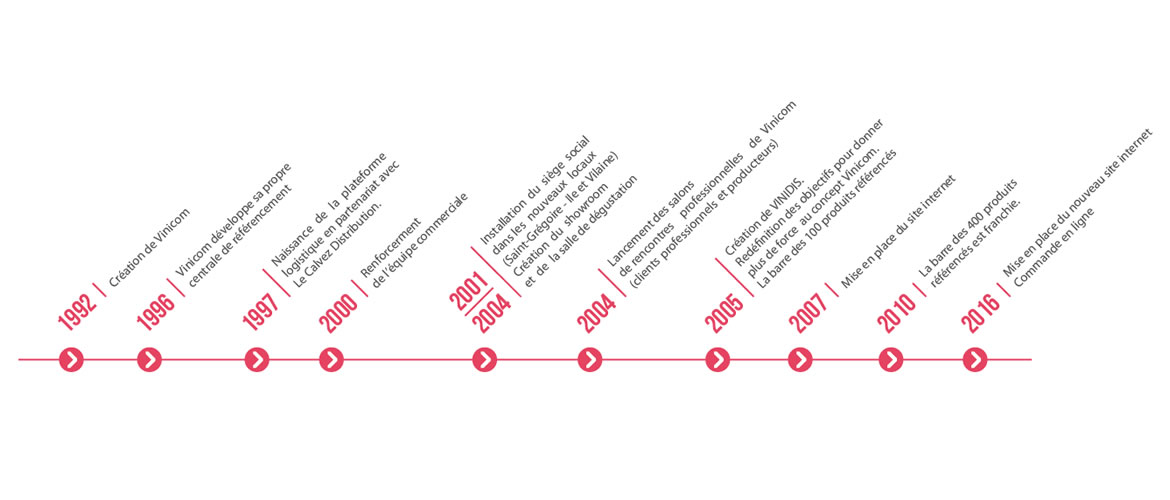 1992
Création de Vinicom
1996
Vinicom développe sa propre
centrale de référencement
1997
Naissance de la plateforme
logistique en partenariat avec
Le Calvez Distribution.
2000
Renforcerment
de l'équipe commerciale
2001
2004
Installation du siège social
dans les nouveaux locaux
(Saint-Grégoire - Ile et Vilaine)
Création du showroom
et de la salle de dégustation
2004
Lancement des salons
de rencontres professionnelles de Vinicom
(clients professionnels et producteurs)
2005
Création de VINIDIS.
Redéfinition des objectifs pour donner
plus de force au concept Vinicom.
La barre des 100 produits référencés
2007
Mise en place du site internet
2010
La barre des 400 produits
référencés est franchie.
2016
Mise en place du nouveau site internet
Commande en ligne